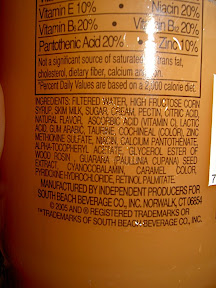 Vitamin E 10% • Niacin 20%
Vitamin B₆ 20% • Vitamin B₁₂ 20%
Pantothenic Acid 20% • Zinc 10%
Not a significant source of saturated fat, trans fat,
cholesterol, dietary fiber, calcium and iron.
*Percent Daily Values are based on a 2,000 calorie diet.
INGREDIENTS: FILTERED WATER, HIGH FRUCTOSE CORN
SYRUP, SKIM MILK, SUGAR, CREAM, PECTIN, CITRIC ACID,
NATURAL FLAVOR, ASCORBIC ACID (VITAMIN C), LACTIC
ACID, GUM ARABIC, TAURINE, COCHINEAL (COLOR), ZINC
METHIONINE SULFATE, NIACIN, CALCIUM PANTOTHENATE,
ALPHA-TOCOPHERYL ACETATE, GLYCEROL ESTER OF
WOOD ROSIN, GUARANA (PAULLINIA CUPANA) SEED
EXTRACT, CYANOCOBALAMIN, CARAMEL COLOR,
PYRIDOXINE HYDROCHLORIDE, RETINOL PALMITATE.
MANUFACTURED BY INDEPENDENT PRODUCERS FOR
SOUTH BEACH BEVERAGE CO., INC. NORWALK, CT 06854
© 2005 AND ® REGISTERED TRADEMARKS OR
™TRADEMARKS OF SOUTH BEACH BEVERAGE CO., INC.
7